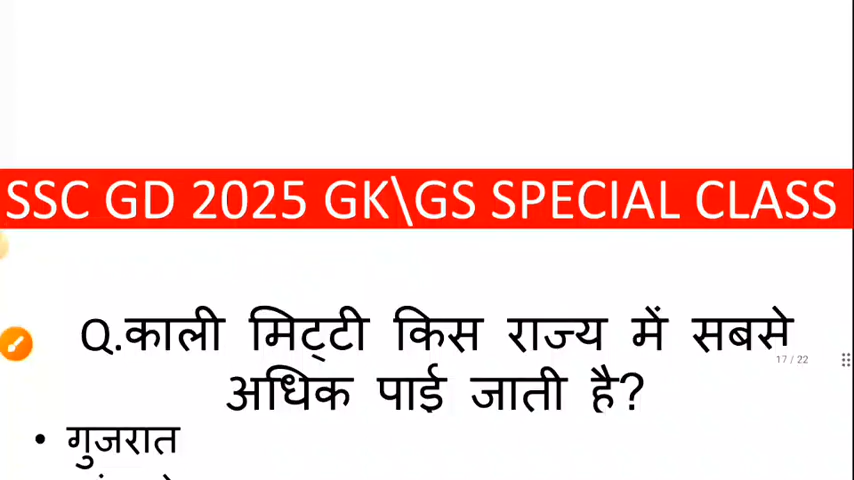 SSC GD 2025 GK\GS SPECIAL CLASS
Q.काली मिट्टी किस राज्य में सबसे
17 / 22
अधिक पाई जाती है?
• गुजरात